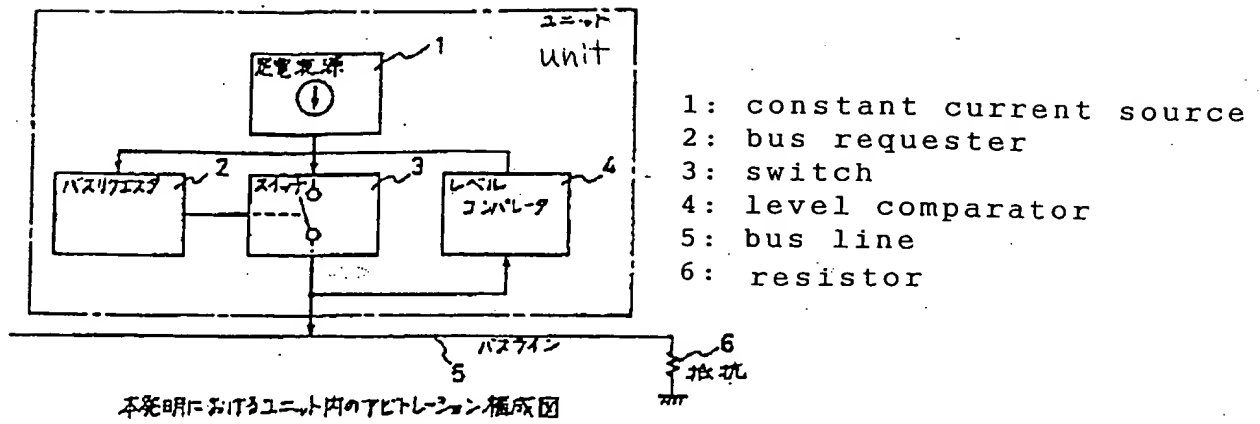 ユニット
unit
1
定電流源
2
バスリクエスタ
3
スイッチ
4
レベル
コンパレータ
バスライン
5
6
抵抗
本発明におけるユニット内のアビトレーション構成図
1: constant current source
2: bus requester
3: switch
4: level comparator
5: bus line
6: resistor